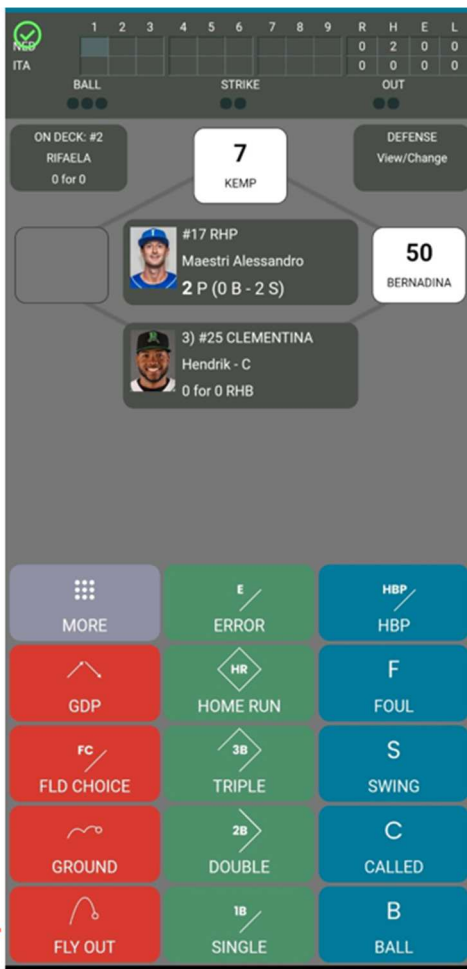 1 2 3 4 5 6 7 8 9 R H E L
NED 0 2 0 0
ITA 0 0 0 0
BALL STRIKE OUT
ON DECK: #2
RIFAELA
0 for 0
7
KEMP
DEFENSE
View/Change
#17 RHP
Maestri Alessandro
2 P (0 B - 2 S)
50
BERNADINA
3) #25 CLEMENTINA
Hendrik - C
0 for 0 RHB
MORE
E
ERROR
HBP
HBP
GDP
HR
HOME RUN
F
FOUL
FC
FLD CHOICE
3B
TRIPLE
S
SWING
GROUND
2B
DOUBLE
C
CALLED
FLY OUT
1B
SINGLE
B
BALL